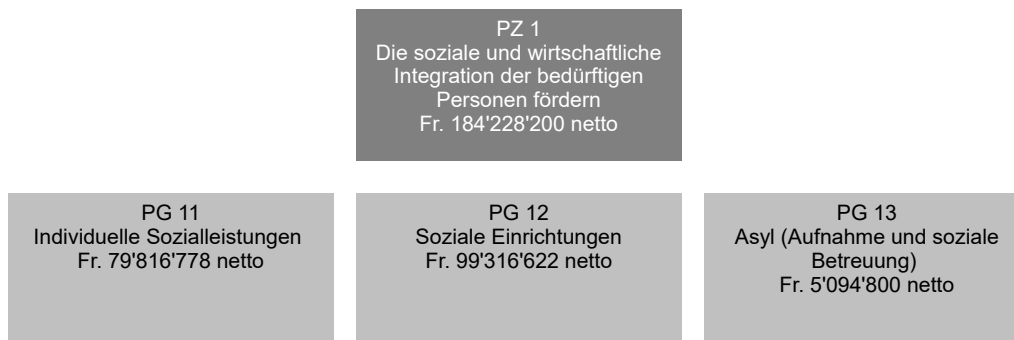 PZ 1
Die soziale und wirtschaftliche
Integration der bedürftigen
Personen fördern
Fr. 184'228'200 netto
PG 11
Individuelle Sozialleistungen
Fr. 79'816'778 netto
PG 12
Soziale Einrichtungen
Fr. 99'316'622 netto
PG 13
Asyl (Aufnahme und soziale
Betreuung)
Fr. 5'094'800 netto